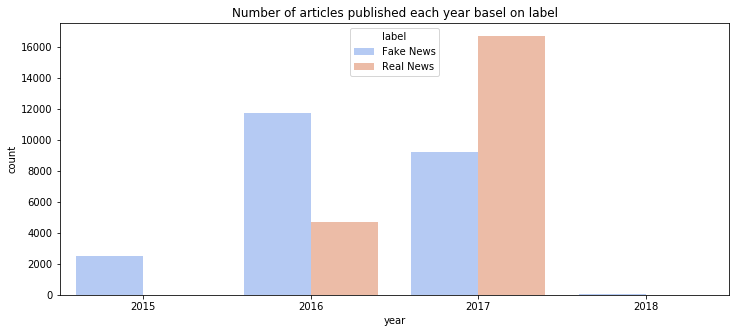 Number of articles published each year basel on label
label
Fake News
Real News
16000
14000
12000
10000
8000
6000
4000
2000
0
count
2015 2016 2017 2018
year